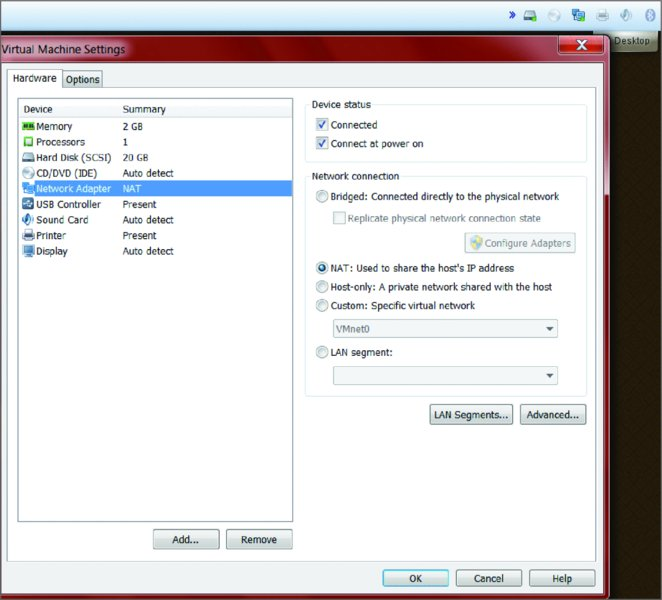 Desktop
Virtual Machine Settings
Hardware Options
Device Summary
Memory 2 GB
Processors 1
Hard Disk (SCSI) 20 GB
CD/DVD (IDE) Auto detect
Network Adapter NAT
USB Controller Present
Sound Card Auto detect
Printer Present
Display Auto detect
Add... Remove
Device status
Connected
Connect at power on
Network connection
Bridged: Connected directly to the physical network
Replicate physical network connection state
Configure Adapters
NAT: Used to share the host's IP address
Host-only: A private network shared with the host
Custom: Specific virtual network
VMnet0
LAN segment:
LAN Segments... Advanced...
OK Cancel Help